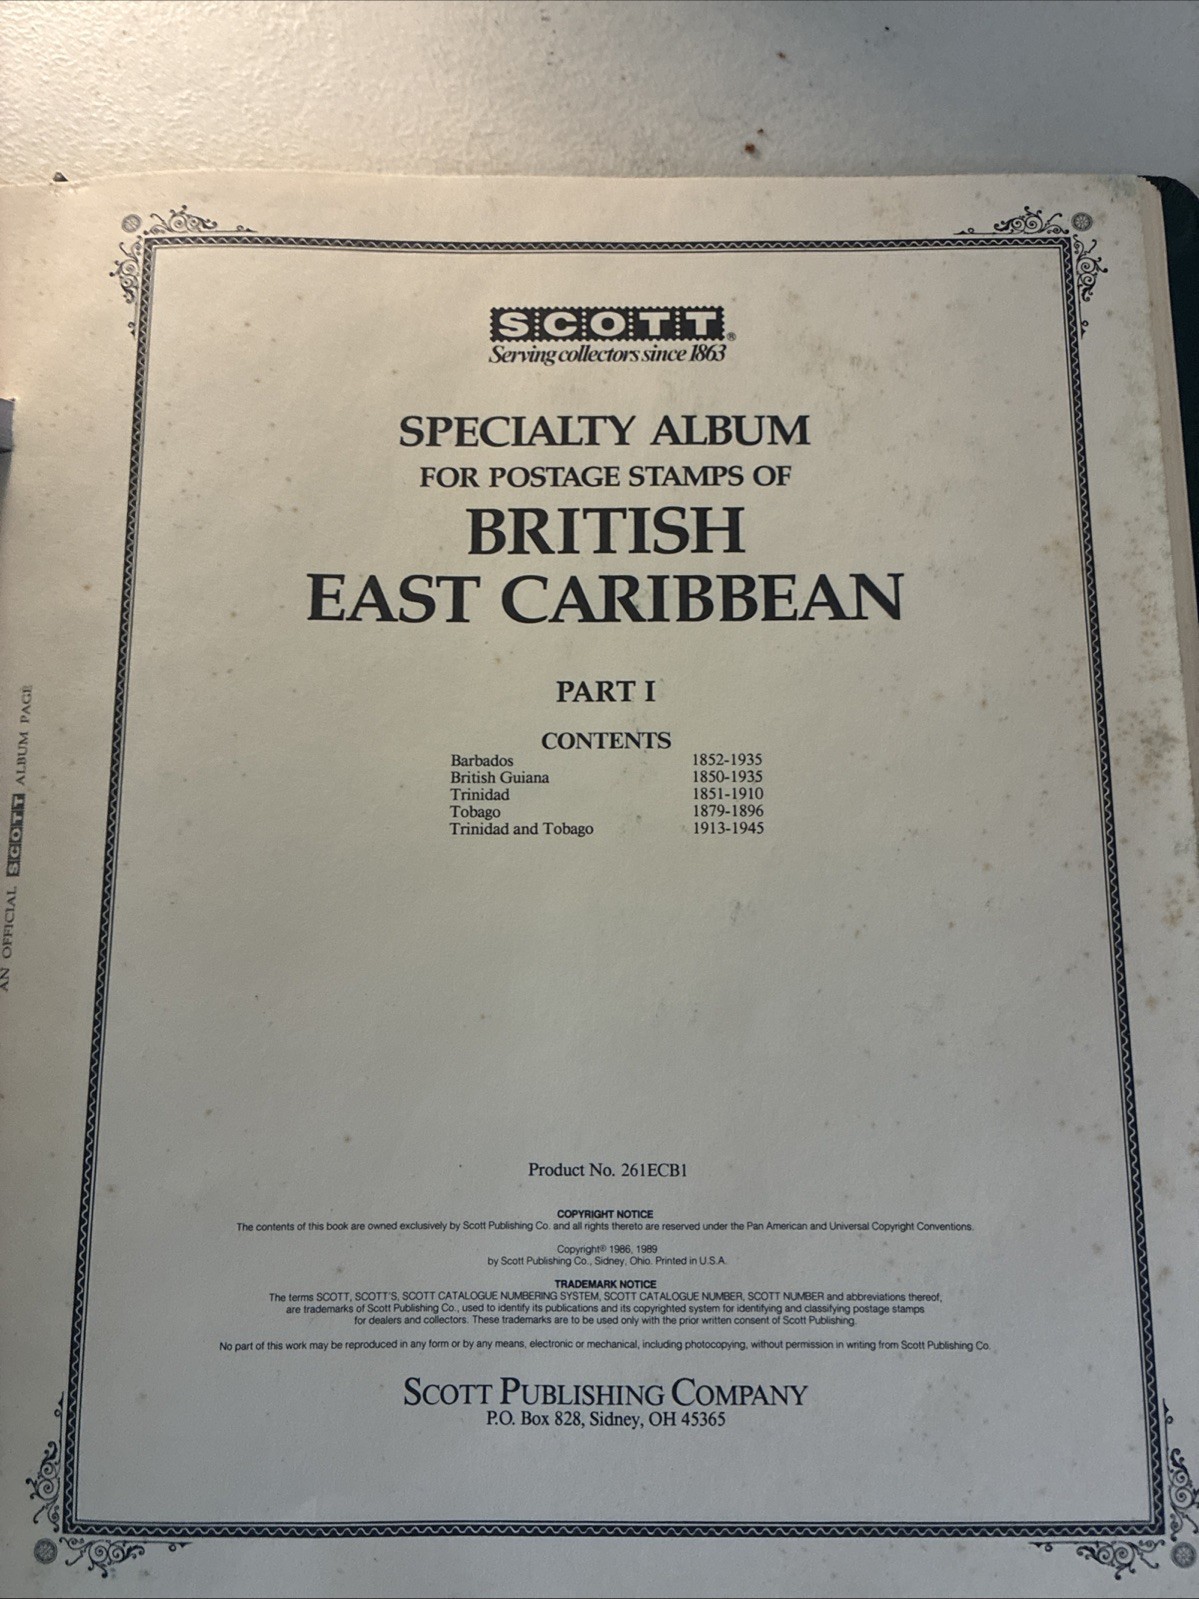 SCOTT®
Serving collectors since 1863
SPECIALTY ALBUM
FOR POSTAGE STAMPS OF
BRITISH
EAST CARIBBEAN
PART I
CONTENTS
Barbados 1852-1935
British Guiana 1850-1935
Trinidad 1851-1910
Tobago 1879-1896
Trinidad and Tobago 1913-1945
AN OFFICIAL SCOTT ALBUM PAGE
Product No. 261ECB1
COPYRIGHT NOTICE
The contents of this book are owned exclusively by Scott Publishing Co. and all rights thereto are reserved under the Pan American and Universal Copyright Conventions.
Copyright© 1986, 1989
by Scott Publishing Co., Sidney, Ohio. Printed in U.S.A.
TRADEMARK NOTICE
The terms SCOTT, SCOTT'S, SCOTT CATALOGUE NUMBERING SYSTEM, SCOTT CATALOGUE NUMBER, SCOTT NUMBER and abbreviations thereof,
are trademarks of Scott Publishing Co., used to identify its publications and its copyrighted system for identifying and classifying postage stamps
for dealers and collectors. These trademarks are to be used only with the prior written consent of Scott Publishing.
No part of this work may be reproduced in any form or by any means, electronic or mechanical, including photocopying, without permission in writing from Scott Publishing Co.
SCOTT PUBLISHING COMPANY
P.O. Box 828, Sidney, OH 45365